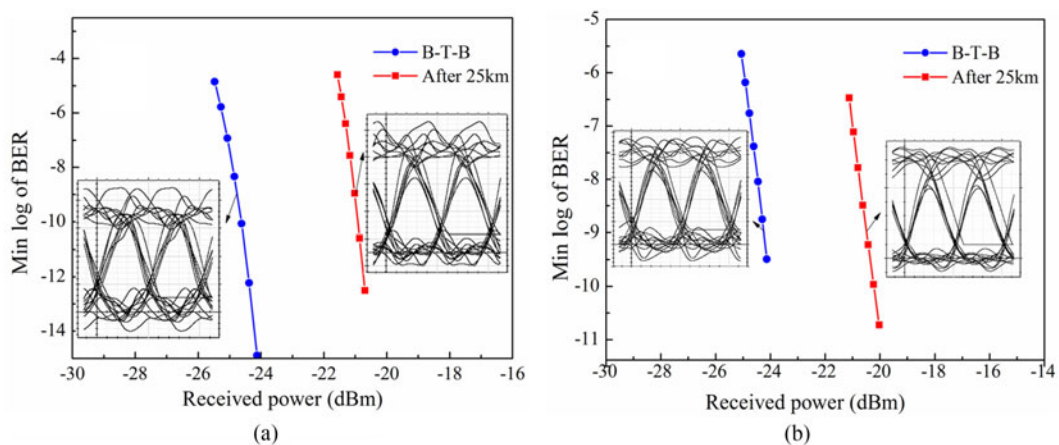 (a)
-4
-6
-8
-10
-12
-14
Min log of BER
B-T-B
After 25km
-30 -28 -26 -24 -22 -20 -18 -16
Received power (dBm)
(a)
(b)
-5
-6
-7
-8
-9
-10
-11
Min log of BER
B-T-B
After 25km
-30 -28 -26 -24 -22 -20 -18 -16 -14
Received power (dBm)
(b)